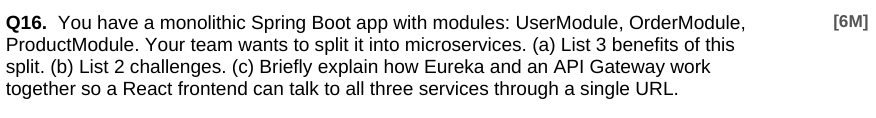 Q16. You have a monolithic Spring Boot app with modules: UserModule, OrderModule, [6M]
ProductModule. Your team wants to split it into microservices. (a) List 3 benefits of this
split. (b) List 2 challenges. (c) Briefly explain how Eureka and an API Gateway work
together so a React frontend can talk to all three services through a single URL.